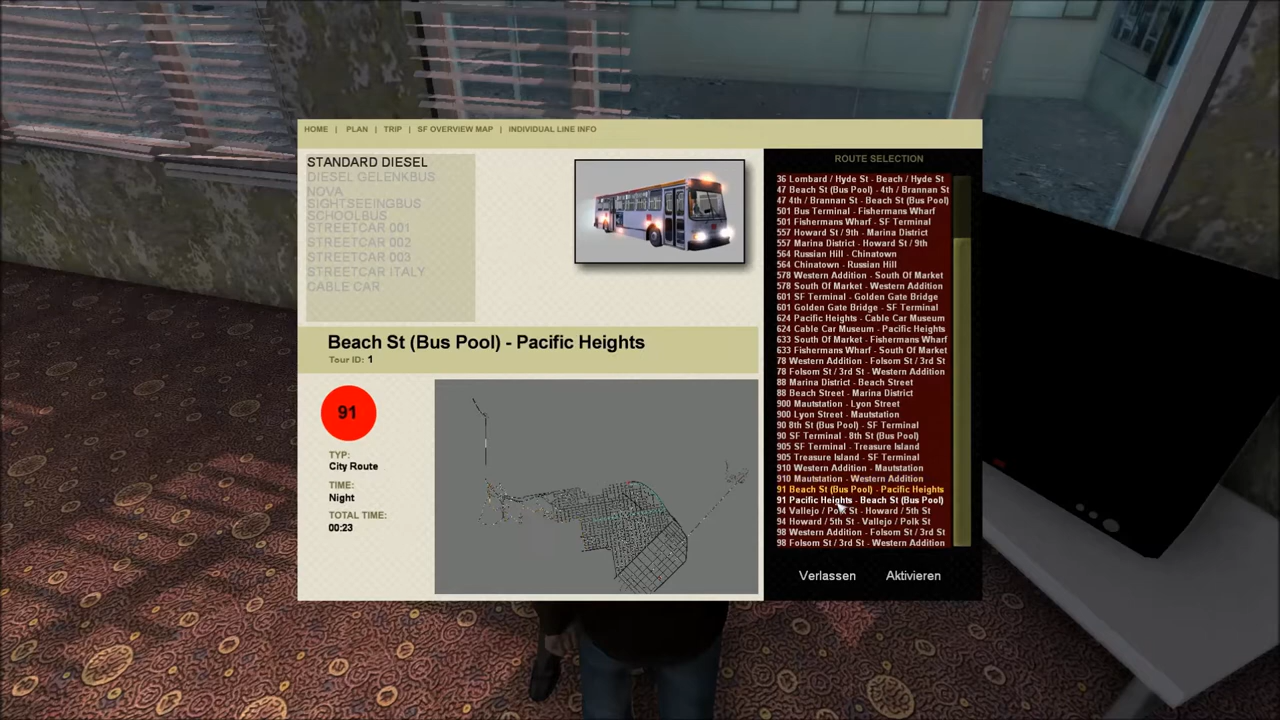 HOME | PLAN | TRIP | SF OVERVIEW MAP | INDIVIDUAL LINE INFO
STANDARD DIESEL
DIESEL GELENKBUS
NOVA
SIGHTSEEINGBUS
SCHOOLBUS
STREETCAR 001
STREETCAR 002
STREETCAR 003
STREETCAR ITALY
CABLE CAR
Beach St (Bus Pool) - Pacific Heights
Tour ID: 1
91
TYP:
City Route
TIME:
Night
TOTAL TIME:
00:23
ROUTE SELECTION
36 Lombard / Hyde St - Beach / Hyde St
47 Beach St (Bus Pool) - 4th / Brannan St
47 4th / Brannan St - Beach St (Bus Pool)
501 Bus Terminal - Fishermans Wharf
501 Fishermans Wharf - SF Terminal
557 Howard St / 9th - Marina District
557 Marina District - Howard St / 9th
564 Russian Hill - Chinatown
564 Chinatown - Russian Hill
578 Western Addition - South Of Market
578 South Of Market - Western Addition
601 SF Terminal - Golden Gate Bridge
601 Golden Gate Bridge - SF Terminal
624 Pacific Heights - Cable Car Museum
624 Cable Car Museum - Pacific Heights
633 South Of Market - Fishermans Wharf
633 Fishermans Wharf - South Of Market
78 Western Addition - Folsom St / 3rd St
78 Folsom St / 3rd St - Western Addition
88 Marina District - Beach Street
88 Beach Street - Marina District
900 Mautstation - Lyon Street
900 Lyon Street - Mautstation
90 8th St (Bus Pool) - SF Terminal
90 SF Terminal - 8th St (Bus Pool)
905 SF Terminal - Treasure Island
905 Treasure Island - SF Terminal
910 Western Addition - Mautstation
910 Mautstation - Western Addition
91 Beach St (Bus Pool) - Pacific Heights
91 Pacific Heights - Beach St (Bus Pool)
94 Vallejo / Polk St - Howard / 5th St
94 Howard / 5th St - Vallejo / Polk St
98 Western Addition - Folsom St / 3rd St
98 Folsom St / 3rd St - Western Addition
Verlassen
Aktivieren